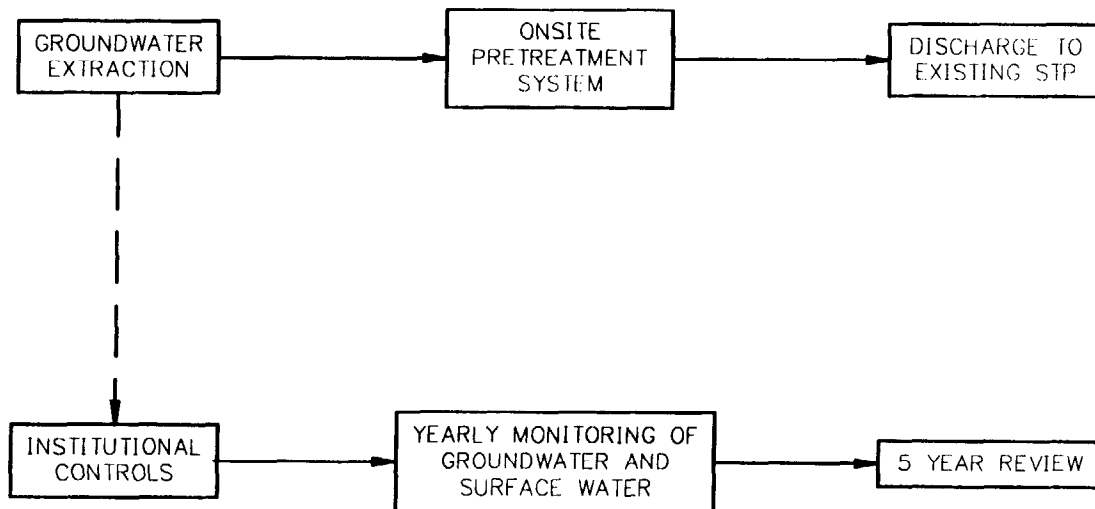 GROUNDWATER
EXTRACTION
ONSITE
PRETREATMENT
SYSTEM
DISCHARGE TO
EXISTING STP
INSTITUTIONAL
CONTROLS
YEARLY MONITORING OF
GROUNDWATER AND
SURFACE WATER
5 YEAR REVIEW